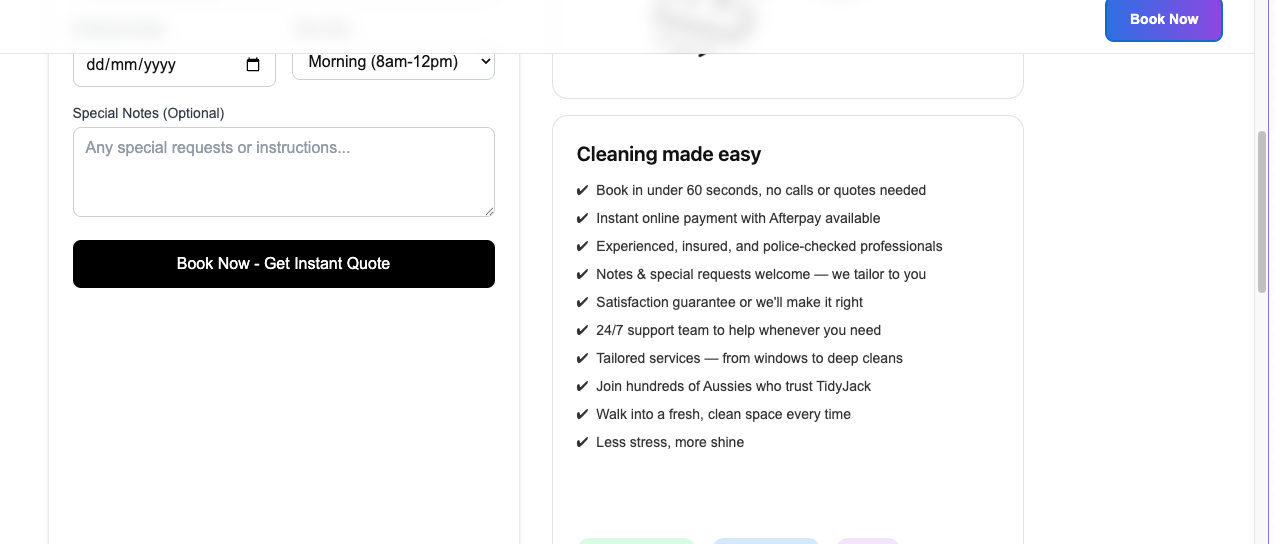 Book Now
dd/mm/yyyy
Morning (8am-12pm)
Special Notes (Optional)
Any special requests or instructions...
Book Now - Get Instant Quote
Cleaning made easy
✔ Book in under 60 seconds, no calls or quotes needed
✔ Instant online payment with Afterpay available
✔ Experienced, insured, and police-checked professionals
✔ Notes & special requests welcome — we tailor to you
✔ Satisfaction guarantee or we'll make it right
✔ 24/7 support team to help whenever you need
✔ Tailored services — from windows to deep cleans
✔ Join hundreds of Aussies who trust TidyJack
✔ Walk into a fresh, clean space every time
✔ Less stress, more shine